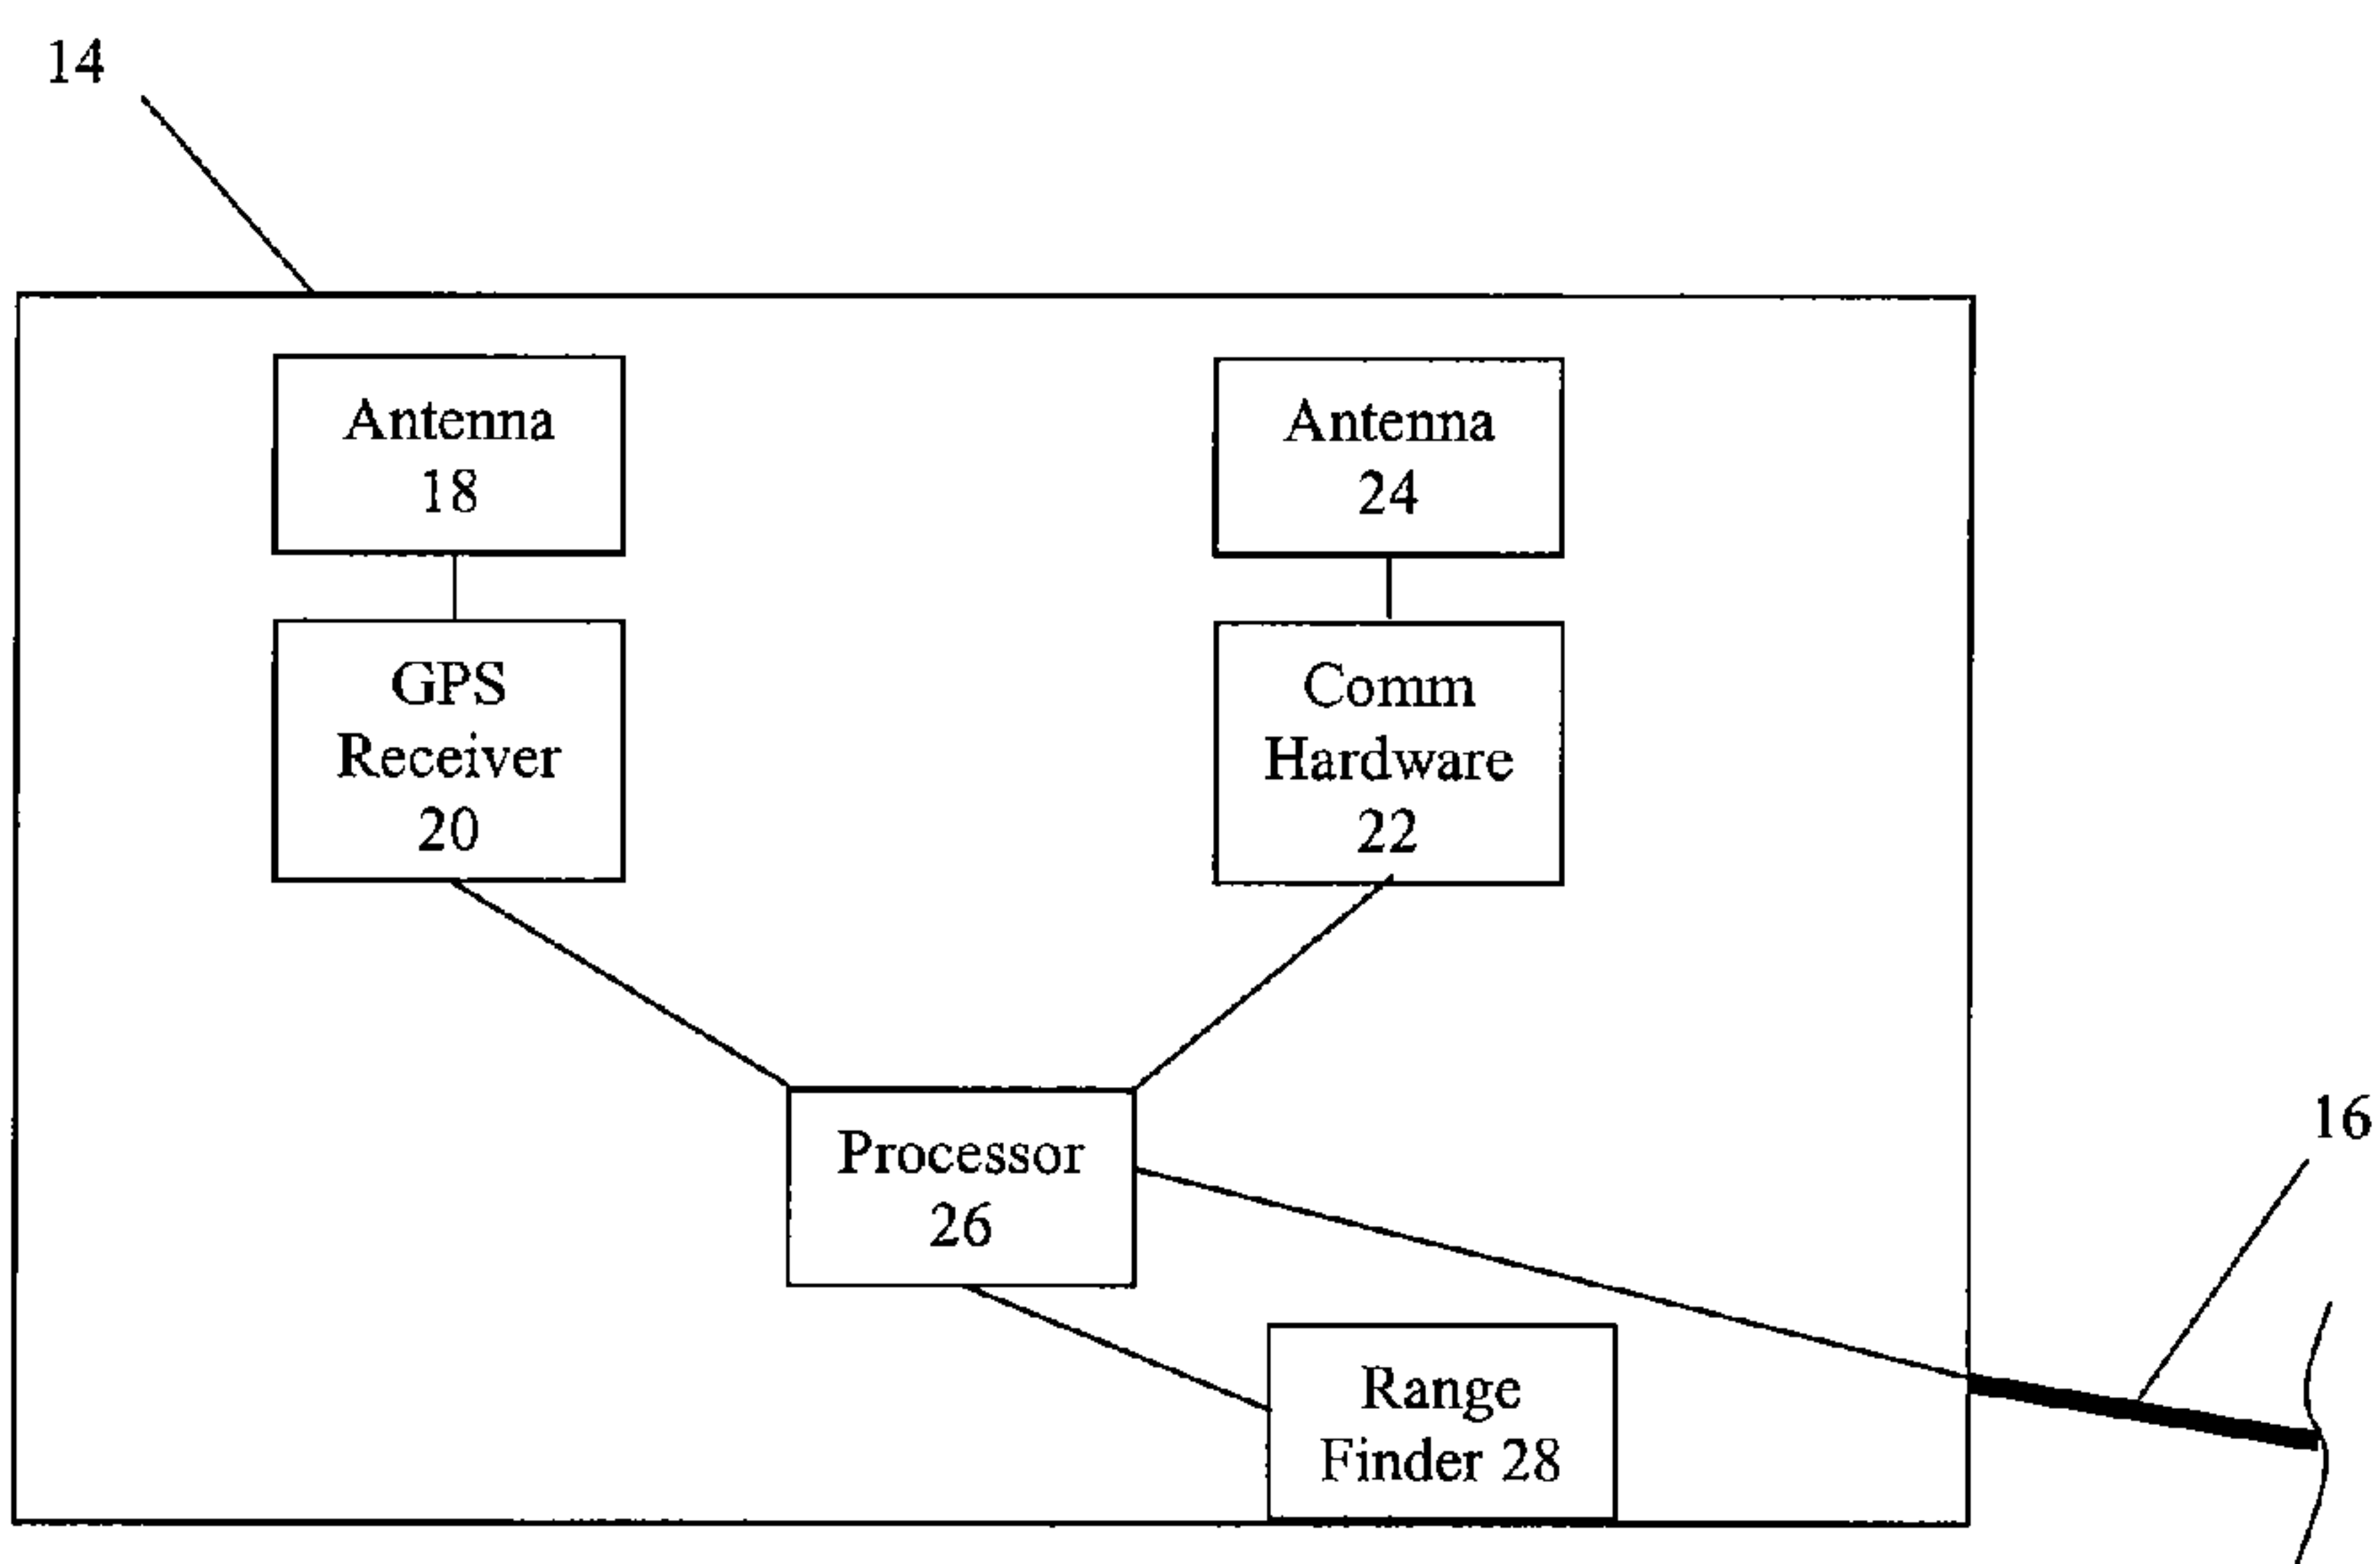 14
Antenna
18
Antenna
24
GPS
Receiver
20
Comm
Hardware
22
Processor
26
16
Range
Finder 28